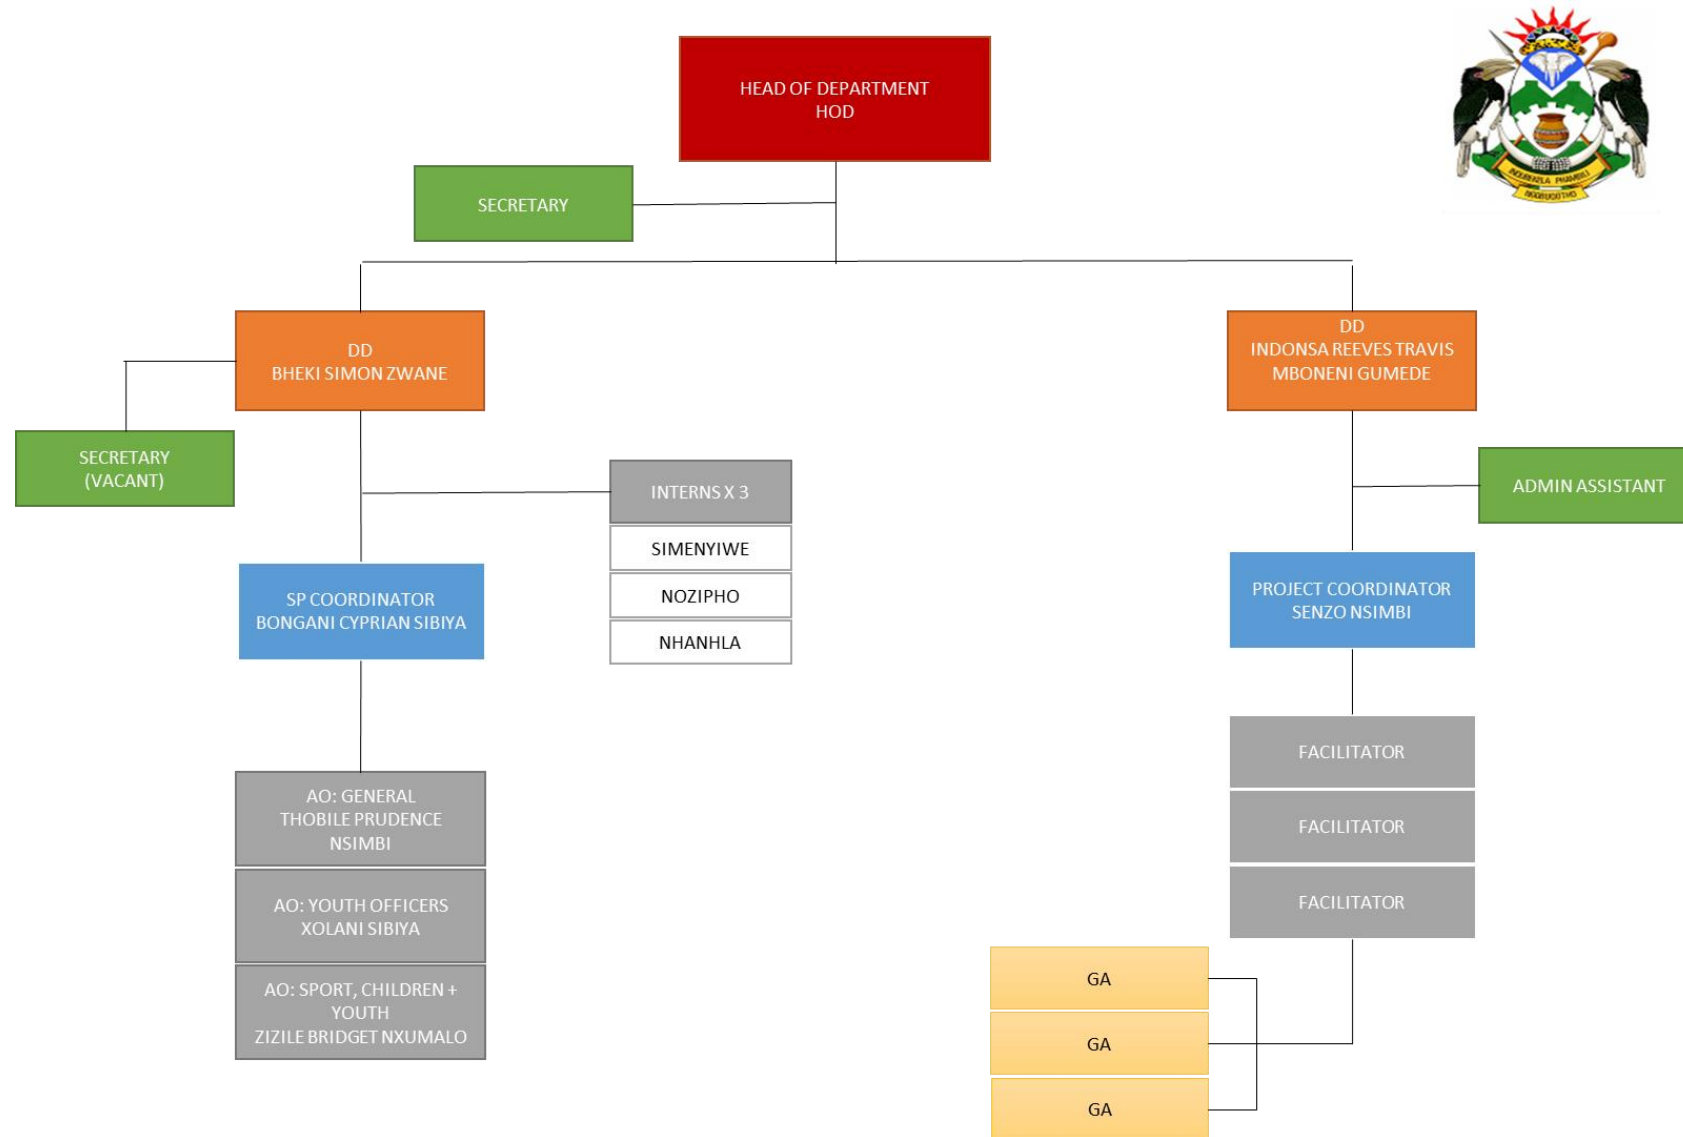 HEAD OF DEPARTMENT
HOD
SECRETARY
DD
BHEKI SIMON ZWANE
DD
INDONSA REEVES TRAVIS
MBONENI GUMEDE
SECRETARY
(VACANT)
INTERNS X 3
SIMENYIWE
NOZIPHO
NHANHLA
ADMIN ASSISTANT
SP COORDINATOR
BONGANI CYPRIAN SIBIYA
PROJECT COORDINATOR
SENZO NSIMBI
AO: GENERAL
THOBILE PRUDENCE
NSIMBI
AO: YOUTH OFFICERS
XOLANI SIBIYA
AO: SPORT, CHILDREN +
YOUTH
ZIZILE BRIDGET NXUMALO
FACILITATOR
FACILITATOR
FACILITATOR
GA
GA
GA